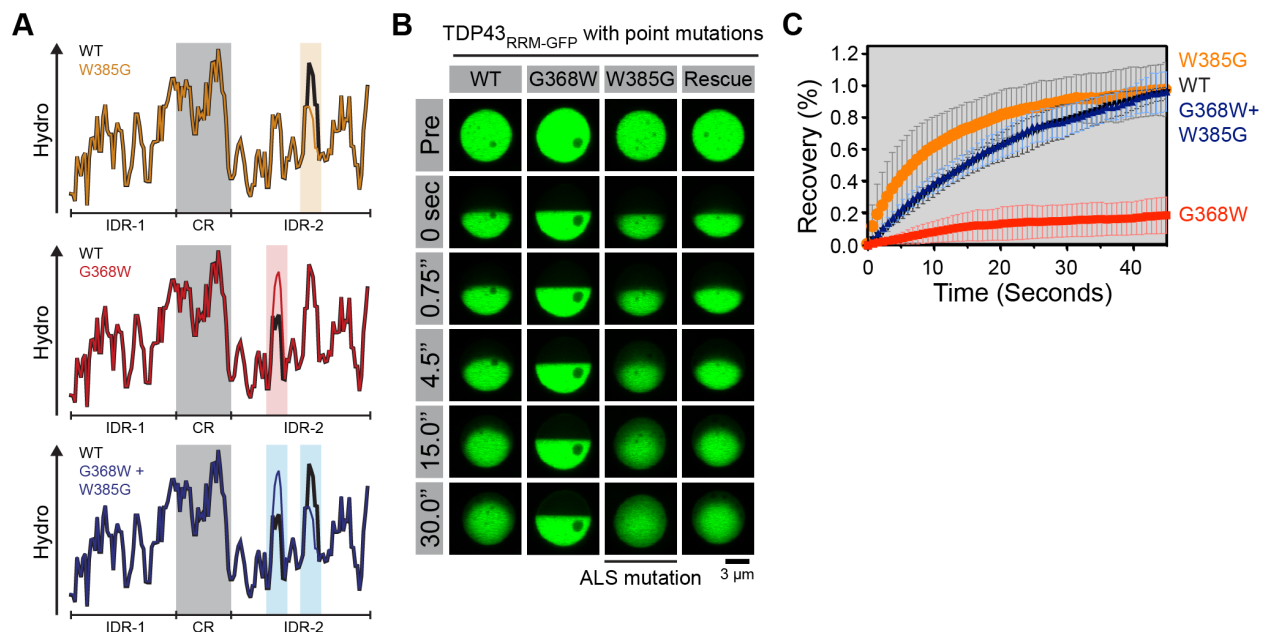 A
WT
W385G
Hydro
IDR-1 CR IDR-2
WT
G368W
Hydro
IDR-1 CR IDR-2
WT
G368W +
W385G
Hydro
IDR-1 CR IDR-2
B
TDP43RRM-GFP with point mutations
WT G368W W385G Rescue
Pre
0 sec
0.75”
4.5”
15.0”
30.0”
ALS mutation
3 µm
C
Recovery (%)
1.2
1.0
0.8
0.6
0.4
0.2
0.0
0 10 20 30 40
Time (Seconds)
W385G
WT
G368W+
W385G
G368W